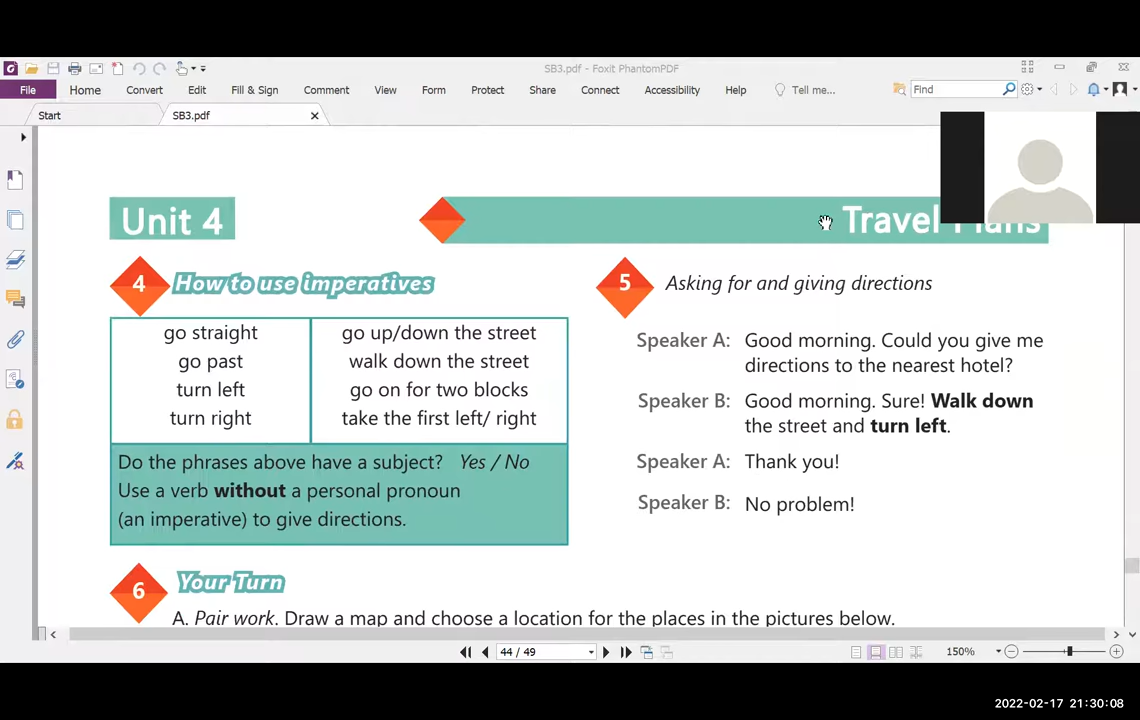 SB3.pdf - Foxit PhantomPDF
File Home Convert Edit Fill & Sign Comment View Form Protect Share Connect Accessibility Help Tell me... Find
Start SB3.pdf
Unit 4
Travel Plans
4 How to use imperatives
go straight
go past
turn left
turn right
go up/down the street
walk down the street
go on for two blocks
take the first left/ right
Do the phrases above have a subject? Yes / No
Use a verb without a personal pronoun
(an imperative) to give directions.
5 Asking for and giving directions
Speaker A: Good morning. Could you give me
directions to the nearest hotel?
Speaker B: Good morning. Sure! Walk down
the street and turn left.
Speaker A: Thank you!
Speaker B: No problem!
6 Your Turn
A. Pair work. Draw a map and choose a location for the places in the pictures below.
44 / 49
150%
2022-02-17 21:30:08